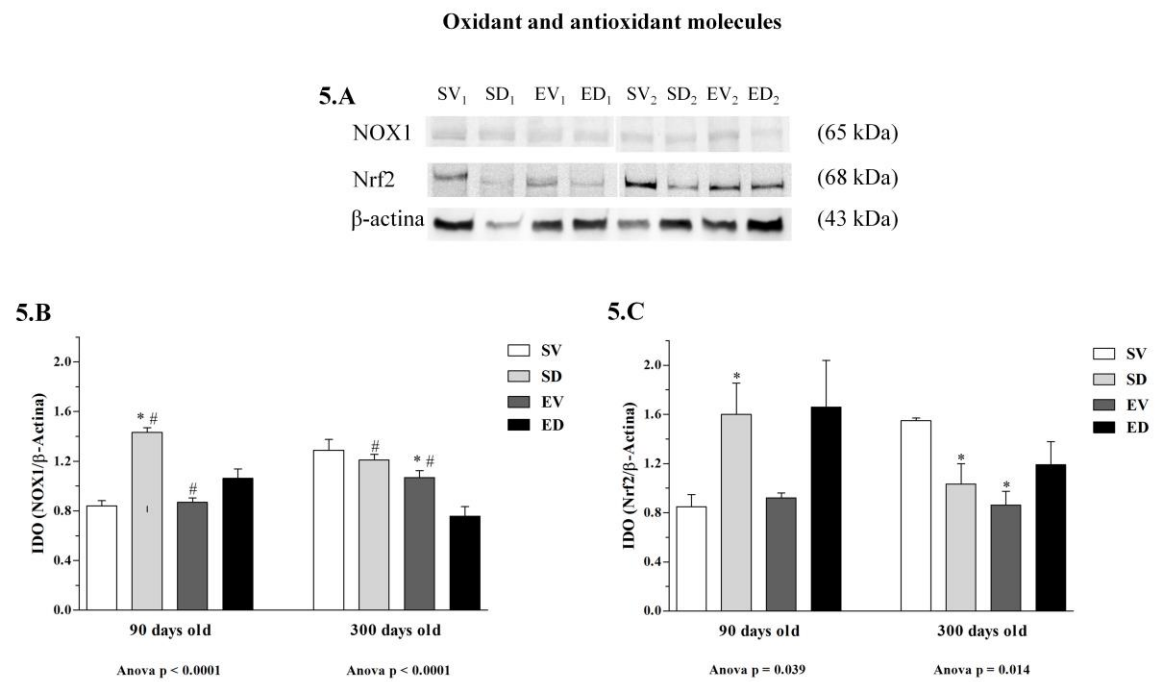 Oxidant and antioxidant molecules
5.A
SV₁ SD₁ EV₁ ED₁ SV₂ SD₂ EV₂ ED₂
NOX1 (65 kDa)
Nrf2 (68 kDa)
β-actina (43 kDa)
5.B
IDO (NOX1/β-Actina)
2.0
1.6
1.2
0.8
0.4
0.0
* #
#
#
* #
SV
SD
EV
ED
90 days old 300 days old
Anova p < 0.0001 Anova p < 0.0001
5.C
IDO (Nrf2/β-Actina)
2.0
1.6
1.2
0.8
0.4
0.0
*
*
*
SV
SD
EV
ED
90 days old 300 days old
Anova p = 0.039 Anova p = 0.014